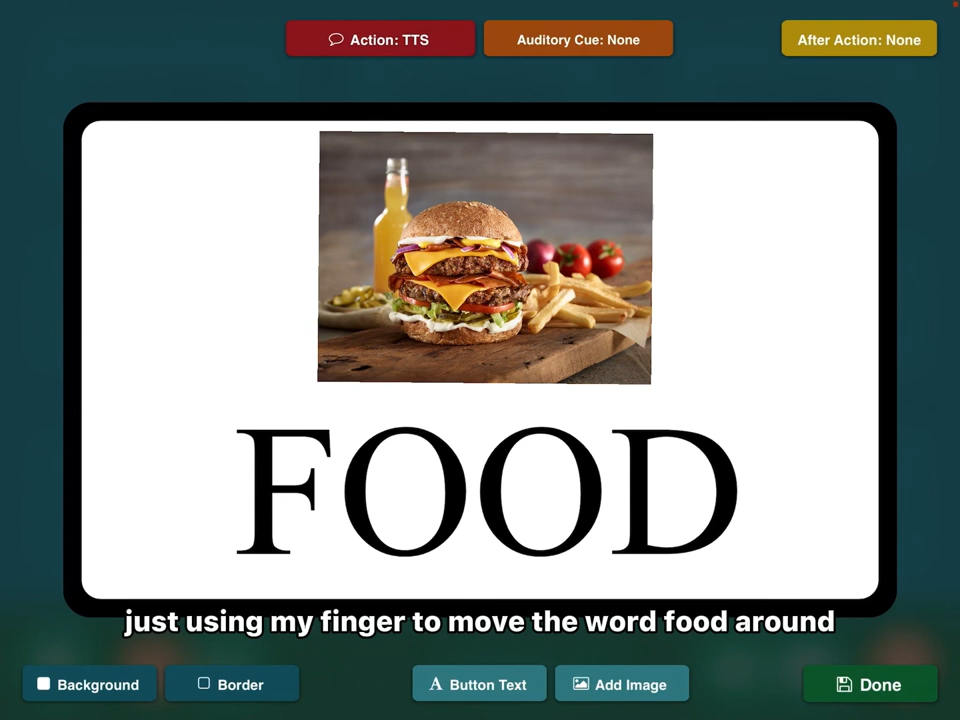 Action: TTS
Auditory Cue: None
After Action: None
FOOD
just using my finger to move the word food around
Background
Border
A Button Text
Add Image
Done